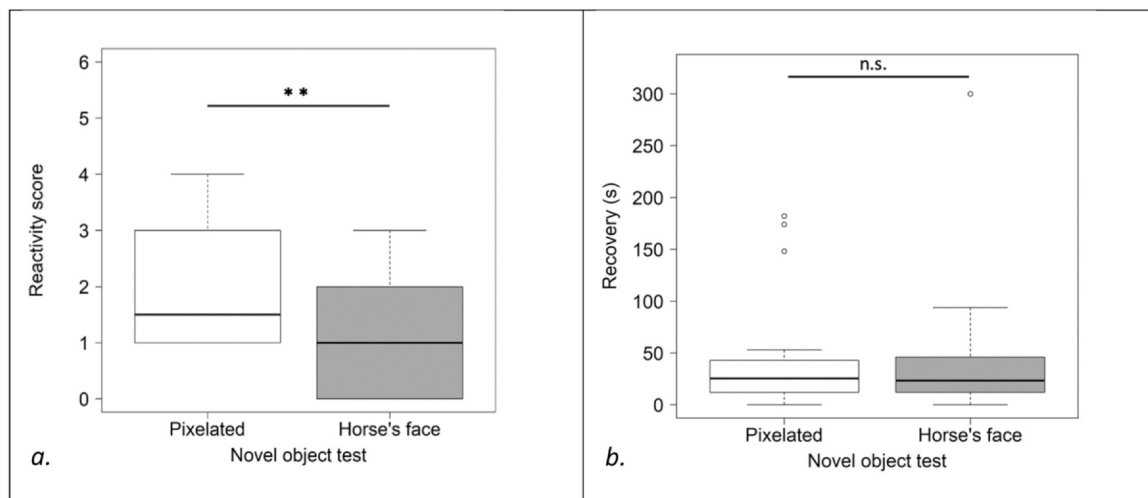 6
5
4
3
2
1
0
Reactivity score
**
Pixelated Horse's face
Novel object test
a.
300
250
200
150
100
50
0
Recovery (s)
n.s.
Pixelated Horse's face
Novel object test
b.